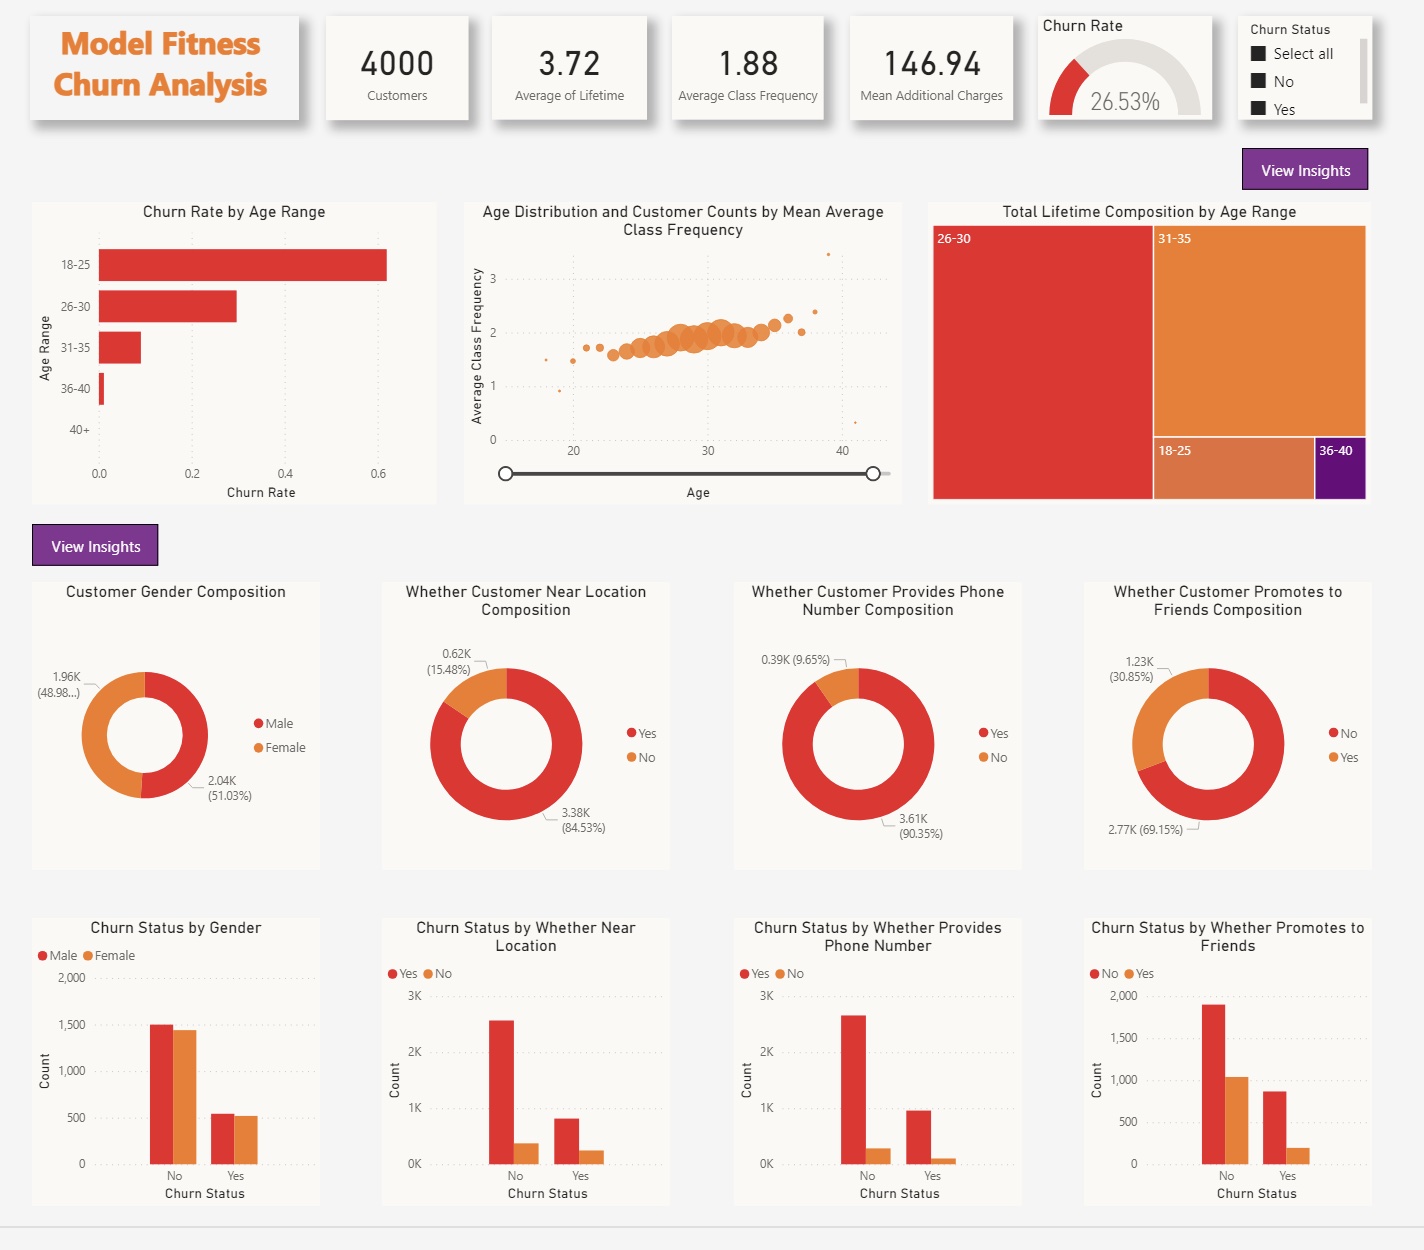 Model Fitness
Churn Analysis
4000
Customers
3.72
Average of Lifetime
1.88
Average Class Frequency
146.94
Mean Additional Charges
Churn Rate
26.53%
Churn Status
Select all
No
Yes
View Insights
Churn Rate by Age Range
Age Range
18-25
26-30
31-35
36-40
40+
0.0 0.2 0.4 0.6
Churn Rate
Age Distribution and Customer Counts by Mean Average
Class Frequency
Average Class Frequency
3
2
1
0
20 30 40
Age
Total Lifetime Composition by Age Range
26-30
31-35
18-25
36-40
View Insights
Customer Gender Composition
1.96K
(48.98...)
Male
Female
2.04K
(51.03%)
Whether Customer Near Location
Composition
0.62K
(15.48%)
Yes
No
3.38K
(84.53%)
Whether Customer Provides Phone
Number Composition
0.39K (9.65%)
Yes
No
3.61K
(90.35%)
Whether Customer Promotes to
Friends Composition
1.23K
(30.85%)
No
Yes
2.77K (69.15%)
Churn Status by Gender
Male Female
Count
2,000
1,500
1,000
500
0
No Yes
Churn Status
Churn Status by Whether Near
Location
Yes No
Count
3K
2K
1K
0K
No Yes
Churn Status
Churn Status by Whether Provides
Phone Number
Yes No
Count
3K
2K
1K
0K
No Yes
Churn Status
Churn Status by Whether Promotes to
Friends
No Yes
Count
2,000
1,500
1,000
500
0
No Yes
Churn Status